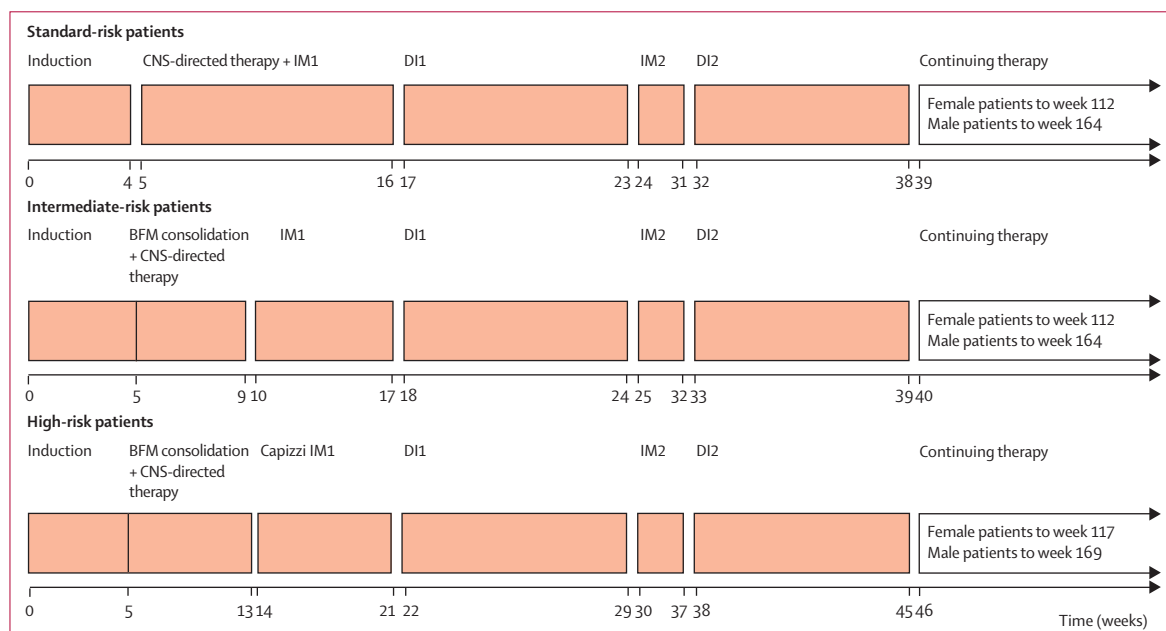 Standard-risk patients
Induction CNS-directed therapy + IM1 DI1 IM2 DI2 Continuing therapy
Female patients to week 112
Male patients to week 164
0 4 5 16 17 23 24 31 32 38 39
Intermediate-risk patients
Induction BFM consolidation IM1 DI1 IM2 DI2 Continuing therapy
+ CNS-directed
therapy
Female patients to week 112
Male patients to week 164
0 5 9 10 17 18 24 25 32 33 39 40
High-risk patients
Induction BFM consolidation Capizzi IM1 DI1 IM2 DI2 Continuing therapy
+ CNS-directed
therapy
Female patients to week 117
Male patients to week 169
0 5 13 14 21 22 29 30 37 38 45 46
Time (weeks)